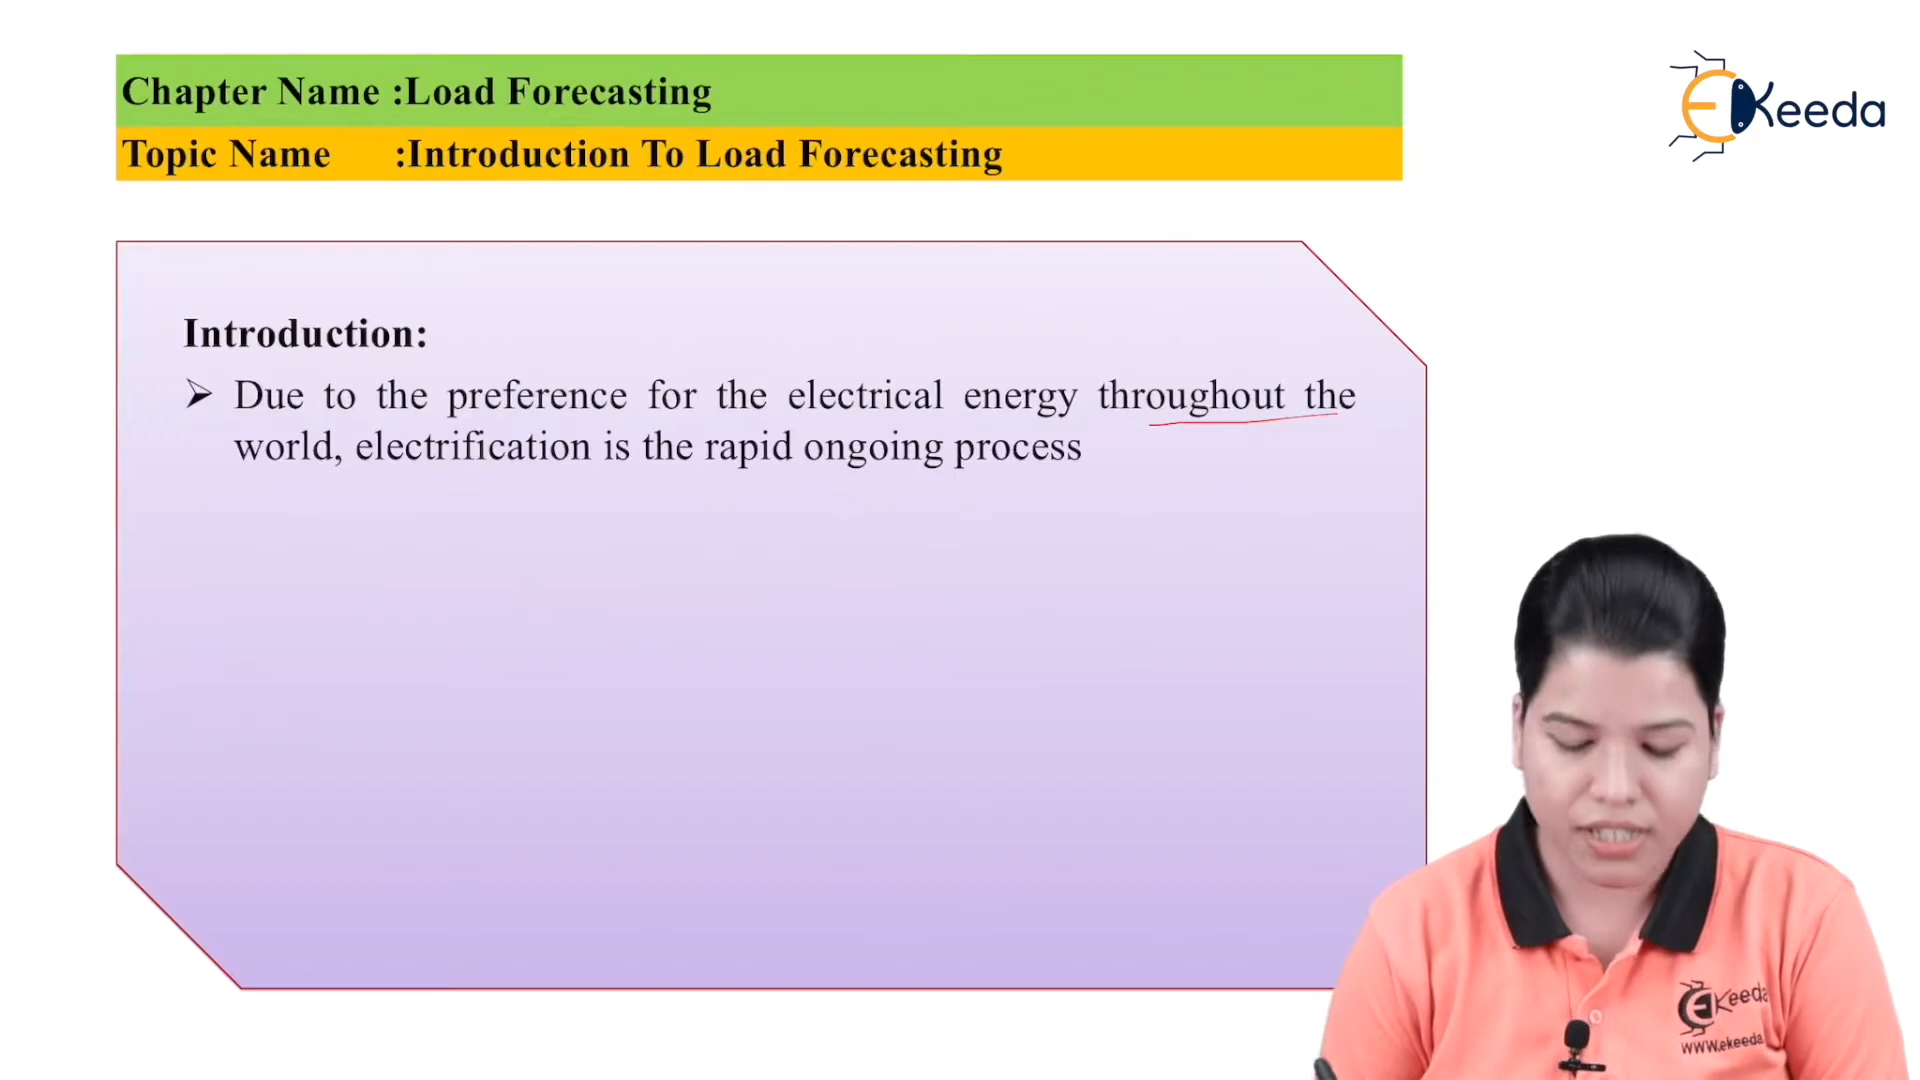 Chapter Name :Load Forecasting
Topic Name :Introduction To Load Forecasting
Keeda
Introduction:
➢ Due to the preference for the electrical energy throughout the
world, electrification is the rapid ongoing process
Keeda
www.ekeeda.